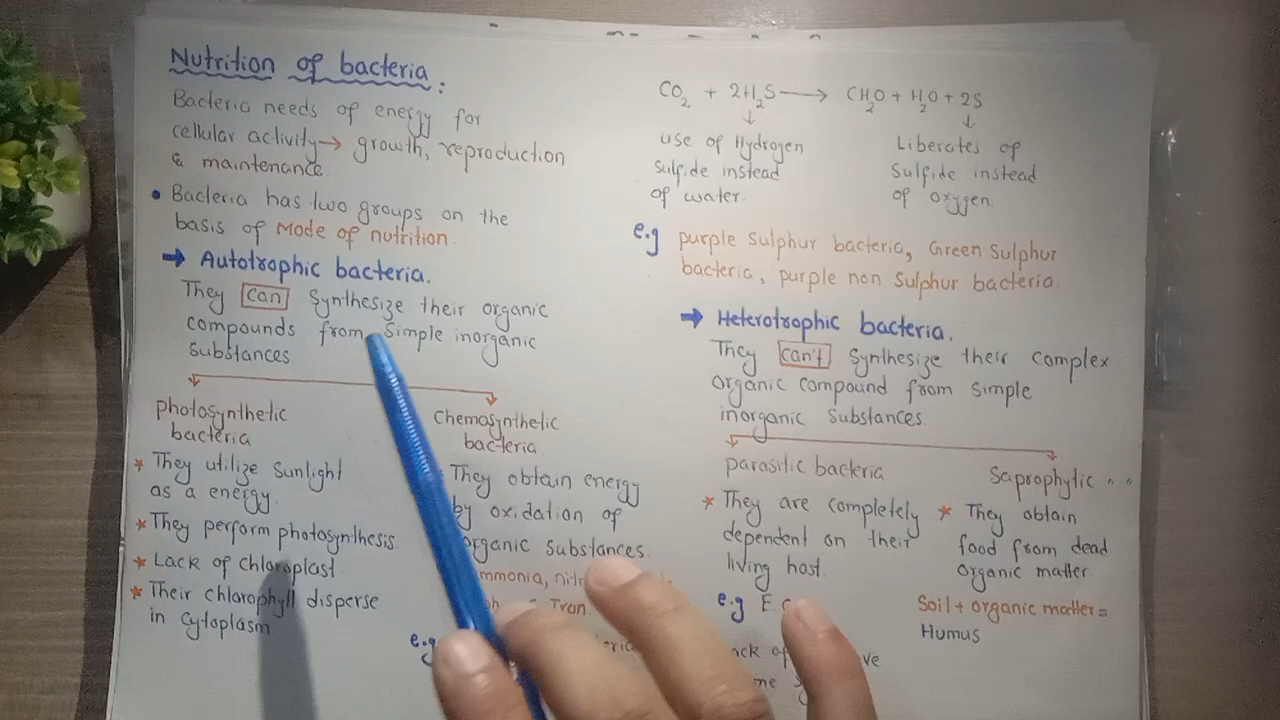 Nutrition of bacteria:
Bacteria needs of energy for
cellular activity→ growth, reproduction
& maintenance.
• Bacteria has two groups on the
basis of Mode of nutrition.
→ Autotrophic bacteria.
They can Synthesize their organic
compounds from Simple inorganic
substances
photosynthetic
bacteria
* They utilize Sunlight
as a energy.
* They perform photosynthesis.
* Lack of chloroplast.
* Their chlorophyll disperse
in cytoplasm
Chemosynthetic
bacteria.
They obtain energy
by oxidation of
organic substances.
e.g
CO2 + 2H2S → CH2O + H2O + 2S
use of Hydrogen
Sulfide instead
of water.
Liberates of
Sulfide instead
of oxygen.
e.g purple Sulphur bacteria, Green Sulphur
bacteria, purple non Sulphur bacteria.
→ Heterotrophic bacteria.
They can't Synthesize their complex
organic compound from simple
inorganic Substances.
parasitic bacteria
* They are completely
dependent on their
living host.
e.g E.
Saprophytic " "
* They obtain
food from dead
organic matter.
Soil + organic matter =
Humus